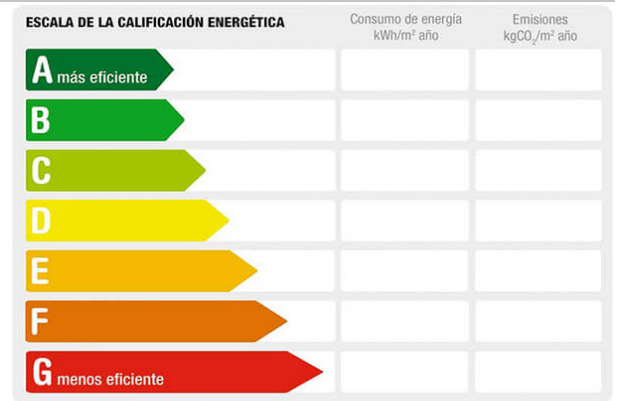 ESCALA DE LA CALIFICACIÓN ENERGÉTICA
Consumo de energía
kWh/m² año
Emisiones
kgCO₂/m² año
A más eficiente
B
C
D
E
F
G menos eficiente